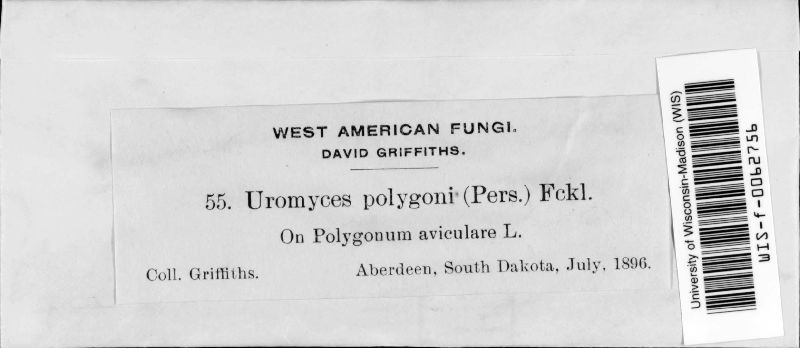 WEST AMERICAN FUNGI.
DAVID GRIFFITHS.
55. Uromyces polygoni (Pers.) Fckl.
On Polygonum aviculare L.
Coll. Griffiths. Aberdeen, South Dakota, July, 1896.
University of Wisconsin-Madison (WIS)
WIS-f-0062756